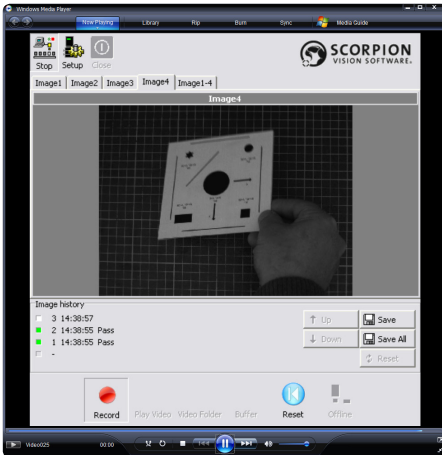 Windows Media Player
Now Playing Library Rip Burn Sync Media Guide
Stop Setup Close
SCORPION
VISION SOFTWARE.
Image1 Image2 Image3 Image4 Image1-4
Image4
Image history
3 14:38:57
2 14:38:55 Pass
1 14:38:55 Pass
-
Up Save
Down Save All
Reset
Record Play Video Video Folder Buffer Reset Offline
Video025 00:00